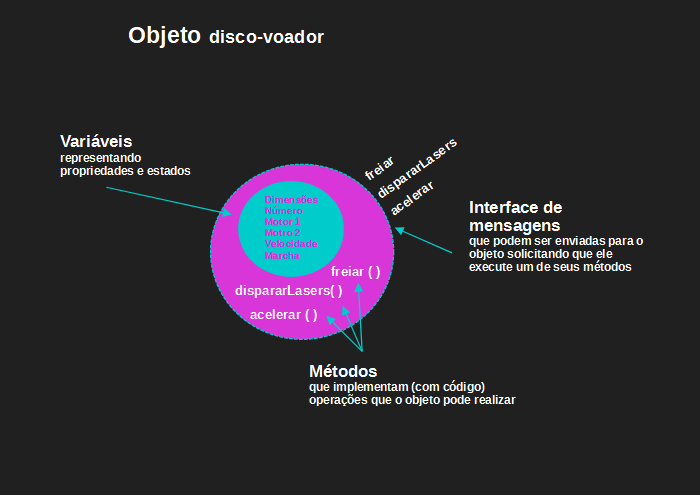 Objeto disco-voador
Variáveis
representando
propriedades e estados
freiar
dispararLasers
acelerar
Dimensões
Número
Motor 1
Motro 2
Velocidade
Marcha
Interface de
mensagens
que podem ser enviadas para o
objeto solicitando que ele
execute um de seus métodos
freiar ( )
dispararLasers( )
acelerar ( )
Métodos
que implementam (com código)
operações que o objeto pode realizar